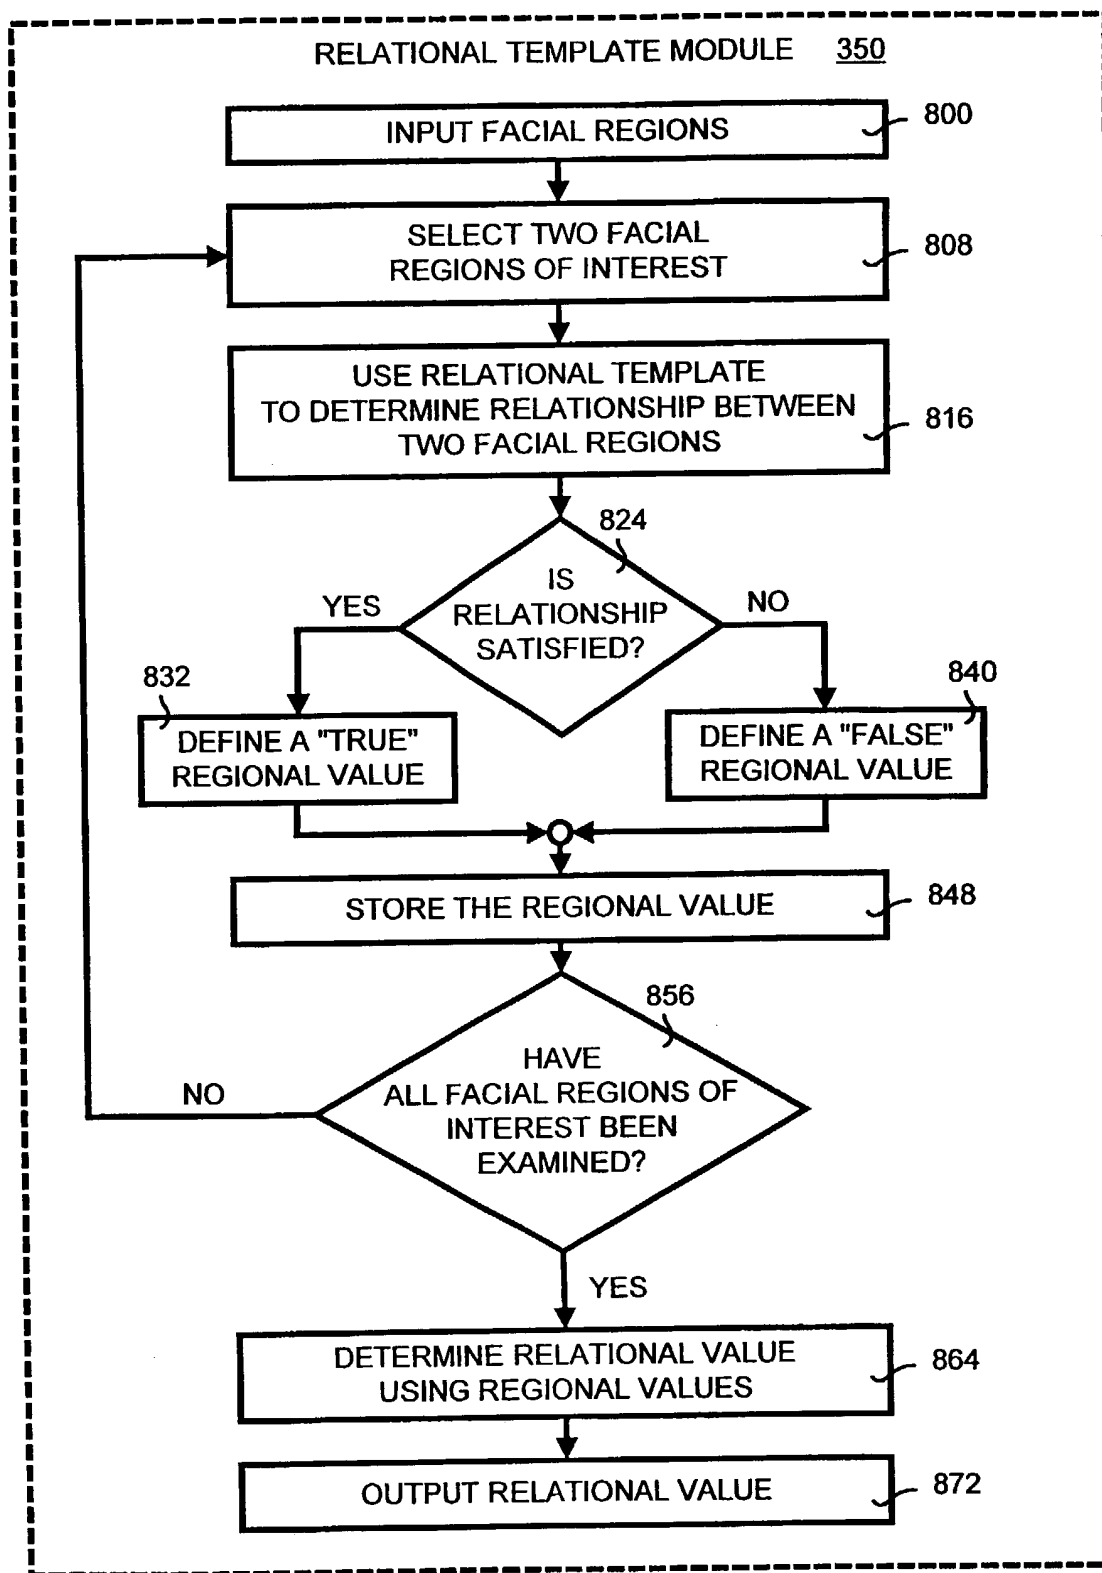 RELATIONAL TEMPLATE MODULE 350
INPUT FACIAL REGIONS
800
SELECT TWO FACIAL
REGIONS OF INTEREST
808
USE RELATIONAL TEMPLATE
TO DETERMINE RELATIONSHIP BETWEEN
TWO FACIAL REGIONS
816
824
IS
RELATIONSHIP
SATISFIED?
YES
NO
832
DEFINE A "TRUE"
REGIONAL VALUE
840
DEFINE A "FALSE"
REGIONAL VALUE
STORE THE REGIONAL VALUE
848
856
HAVE
ALL FACIAL REGIONS OF
INTEREST BEEN
EXAMINED?
NO
YES
DETERMINE RELATIONAL VALUE
USING REGIONAL VALUES
864
OUTPUT RELATIONAL VALUE
872